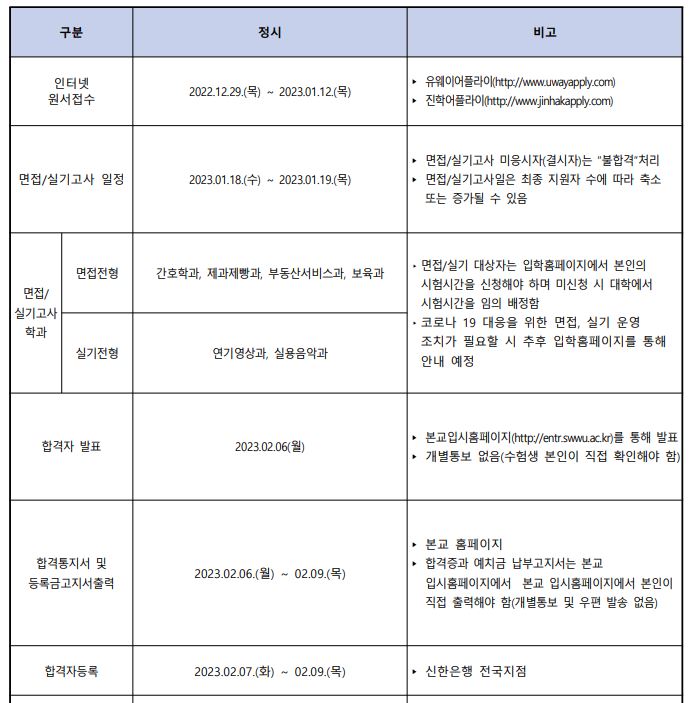 구분 정시 비고
인터넷
원서접수
2022.12.29.(목) ~ 2023.01.12.(목)
‣ 유웨이어플라이(http://www.uwayapply.com)
‣ 진학어플라이(http://www.jinhakapply.com)
면접/실기고사 일정
2023.01.18.(수) ~ 2023.01.19.(목)
‣ 면접/실기고사 미응시자(결시자)는 "불합격"처리
‣ 면접/실기고사일은 최종 지원자 수에 따라 축소
또는 증가될 수 있음
면접/
실기고사
학과
면접전형
간호학과, 제과제빵과, 부동산서비스과, 보육과
실기전형
연기영상과, 실용음악과
‣ 면접/실기 대상자는 입학홈페이지에서 본인의
시험시간을 신청해야 하며 미신청 시 대학에서
시험시간을 임의 배정함
‣ 코로나 19 대응을 위한 면접, 실기 운영
조치가 필요할 시 추후 입학홈페이지를 통해
안내 예정
합격자 발표
2023.02.06(월)
‣ 본교입시홈페이지(http://entr.swwu.ac.kr)를 통해 발표
‣ 개별통보 없음(수험생 본인이 직접 확인해야 함)
합격통지서 및
등록금고지서출력
2023.02.06.(월) ~ 02.09.(목)
‣ 본교 홈페이지
‣ 합격증과 예치금 납부고지서는 본교
입시홈페이지에서 본교 입시홈페이지에서 본인이
직접 출력해야 함(개별통보 및 우편 발송 없음)
합격자등록
2023.02.07.(화) ~ 02.09.(목)
‣ 신한은행 전국지점